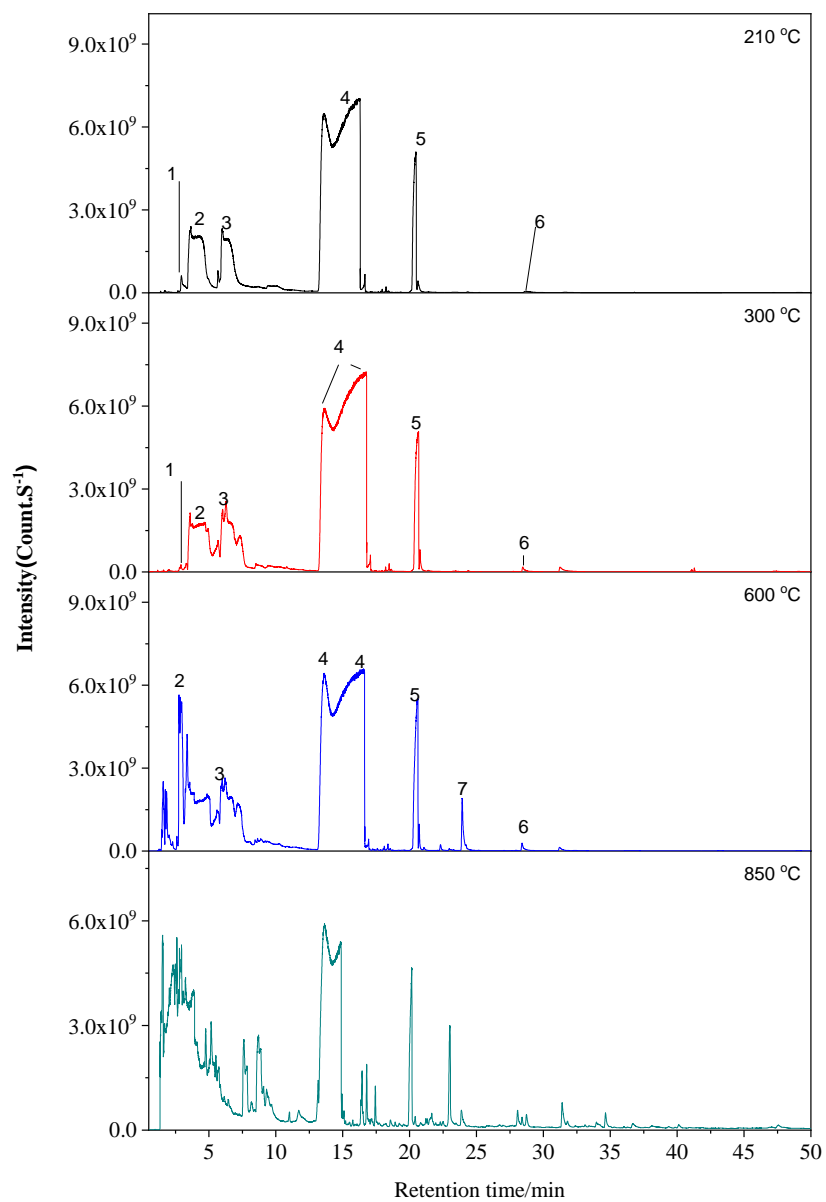 210 °C
9.0x10⁹
6.0x10⁹
3.0x10⁹
0.0
1
2
3
4
5
6
300 °C
9.0x10⁹
6.0x10⁹
3.0x10⁹
0.0
1
2
3
4
5
6
600 °C
9.0x10⁹
6.0x10⁹
3.0x10⁹
0.0
2
3
4
4
5
7
6
850 °C
6.0x10⁹
3.0x10⁹
0.0
5 10 15 20 25 30 35 40 45 50
Retention time/min
Intensity(Count.S⁻¹)